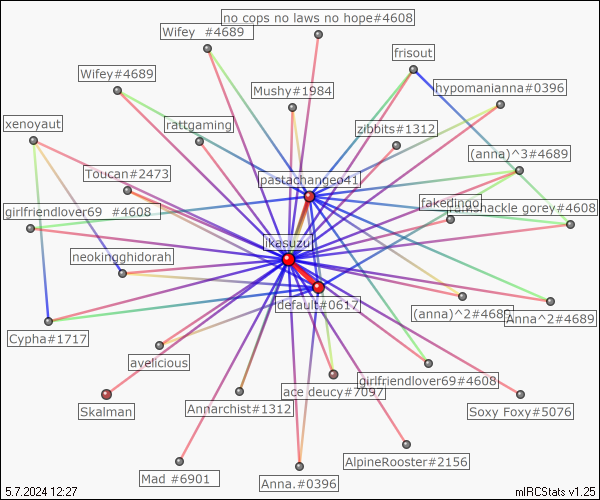 no cops no laws no hope#4608
Wifey #4689
frisout
Wifey#4689
Mushy#1984
hypomanianna#0396
xenoyaut
rattgaming
zibbits#1312
(anna)^3#4689
Toucan#2473
pastachangeo41
fakedingo
gorey#4608
girlfriendlover69 #4608
ikasuzu
neokingghidorah
default#0617
(anna)^2#4689
Anna^2#4689
Cypha#1717
avelicious
ace deucy#7097
girlfriendlover69#4608
Skalman
Annarchist#1312
Soxy Foxy#5076
Mad #6901
Anna.#0396
AlpineRooster#2156
5.7.2024 12:27
mIRCStats v1.25